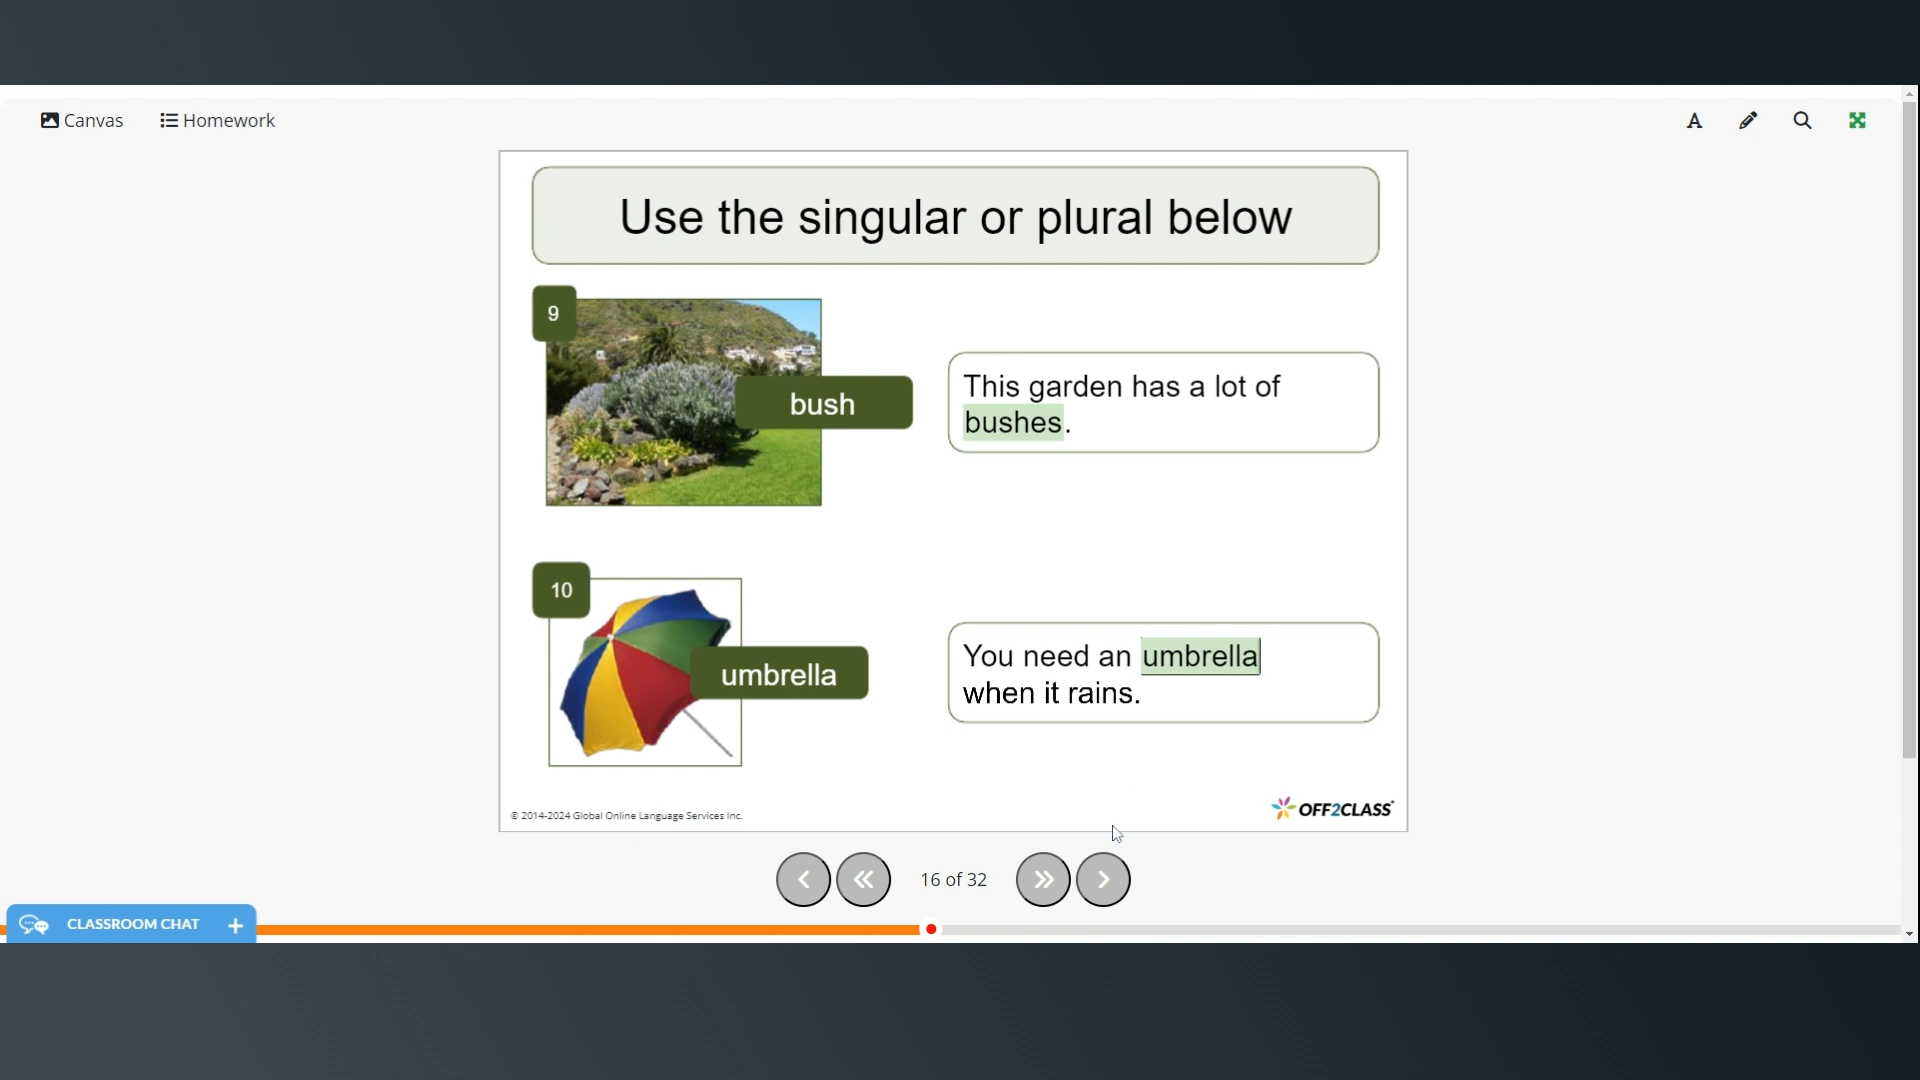 Canvas
Homework
A
Use the singular or plural below
9
bush
This garden has a lot of
bushes.
10
umbrella
You need an umbrella
when it rains.
© 2014-2024 Global Online Language Services Inc.
OFF2CLASS
16 of 32
CLASSROOM CHAT +